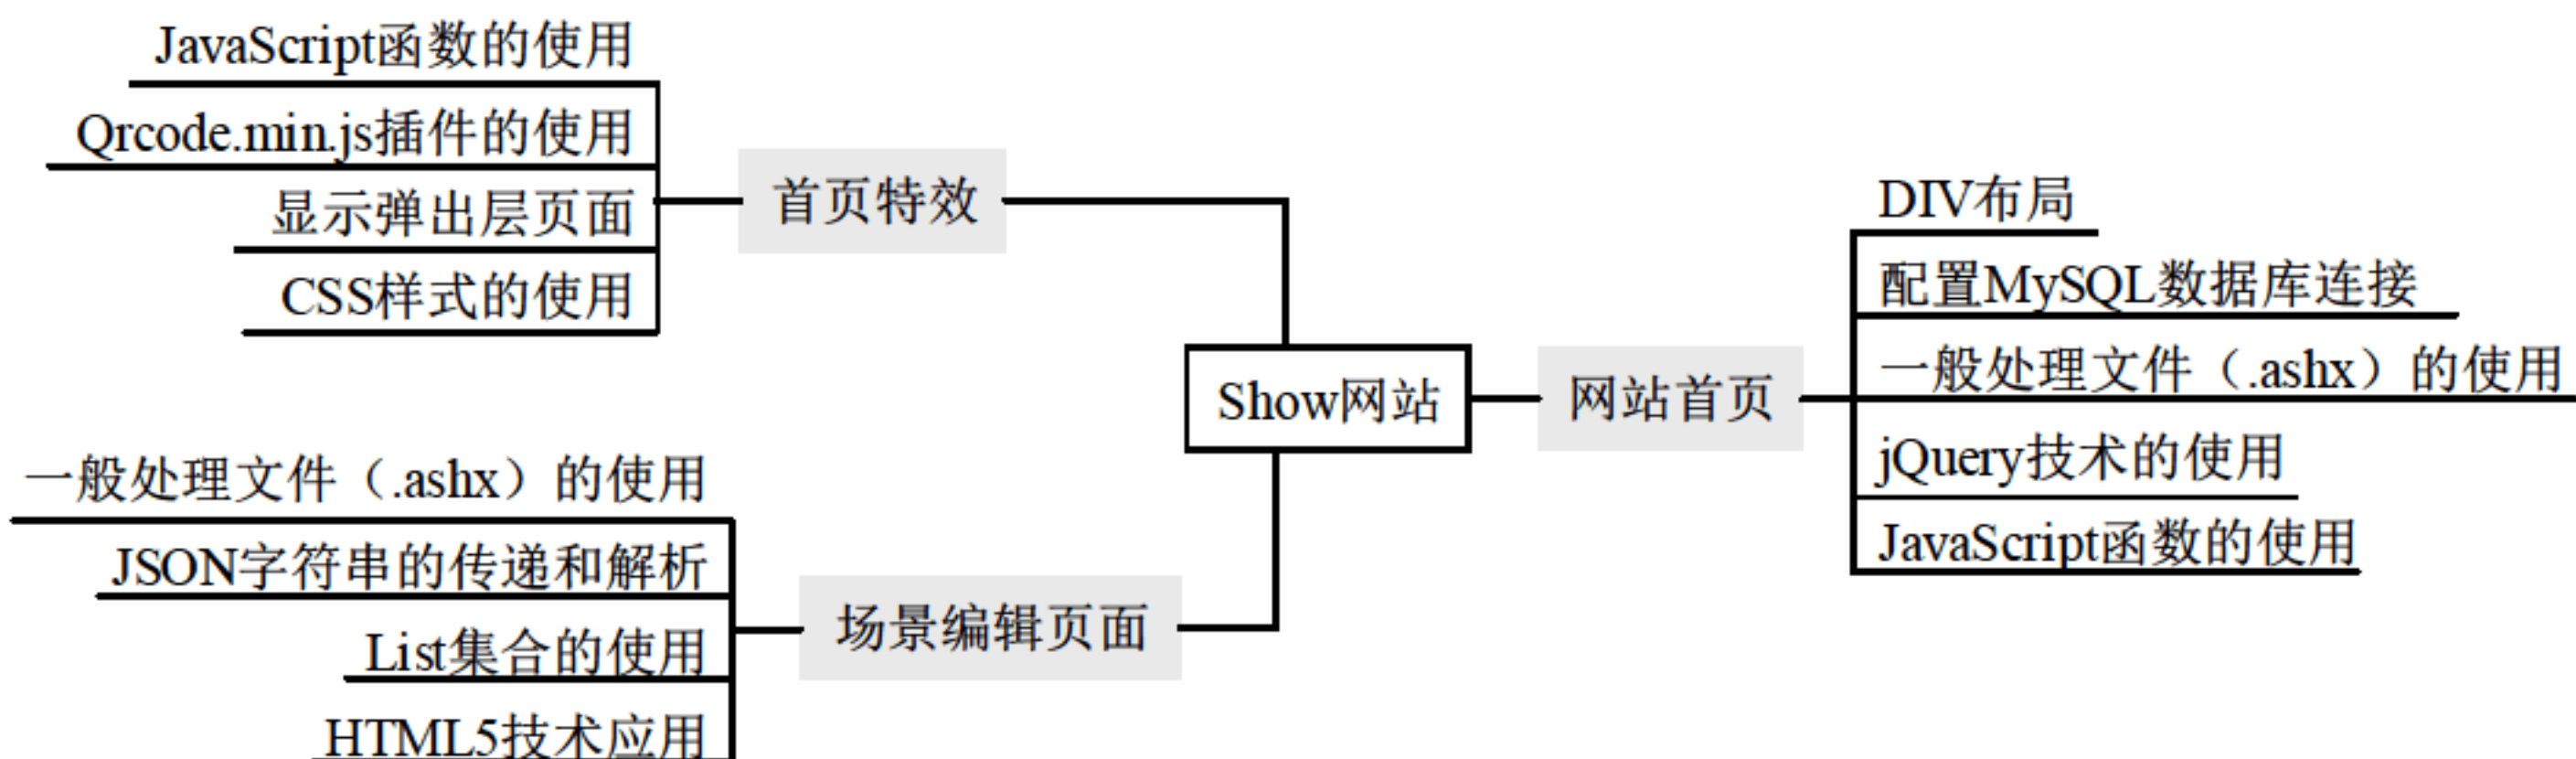 JavaScript函数的使用
Qrcode.min.js插件的使用
显示弹出层页面
CSS样式的使用
首页特效
一般处理文件（.ashx）的使用
JSON字符串的传递和解析
List集合的使用
HTML5技术应用
场景编辑页面
Show网站
网站首页
DIV布局
配置MySQL数据库连接
一般处理文件（.ashx）的使用
jQuery技术的使用
JavaScript函数的使用